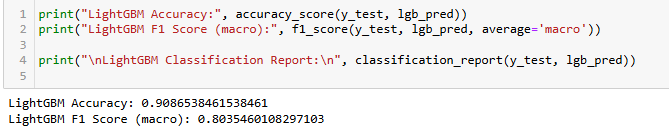 1 print("LightGBM Accuracy:", accuracy_score(y_test, lgb_pred))
2 print("LightGBM F1 Score (macro):", f1_score(y_test, lgb_pred, average='macro'))
3
4 print("\nLightGBM Classification Report:\n", classification_report(y_test, lgb_pred))
5
LightGBM Accuracy: 0.9086538461538461
LightGBM F1 Score (macro): 0.8035460108297103